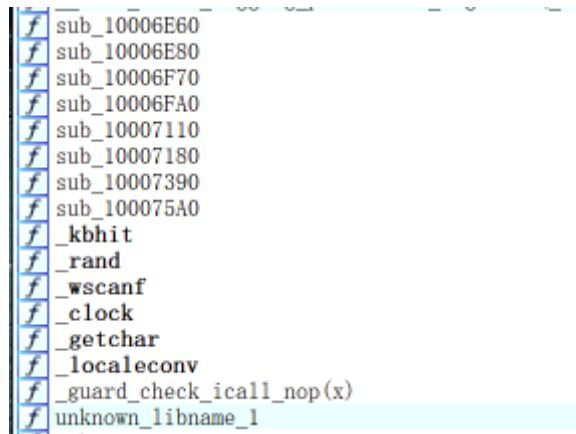 sub_10006E60
sub_10006E80
sub_10006F70
sub_10006FA0
sub_10007110
sub_10007180
sub_10007390
sub_100075A0
_kbhit
_rand
_wscanf
_clock
_getchar
_localeconv
_guard_check_icall_nop(x)
unknown_libname_1